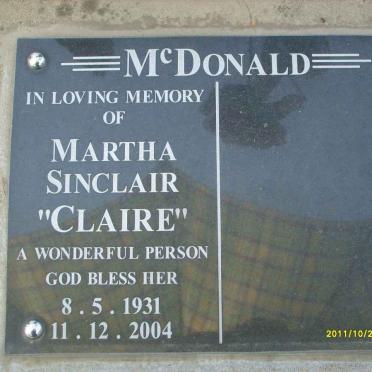 McDONALD
IN LOVING MEMORY
OF
MARTHA
SINCLAIR
"CLAIRE"
A WONDERFUL PERSON
GOD BLESS HER
8 . 5 . 1931
11 . 12 . 2004
2011/10/2